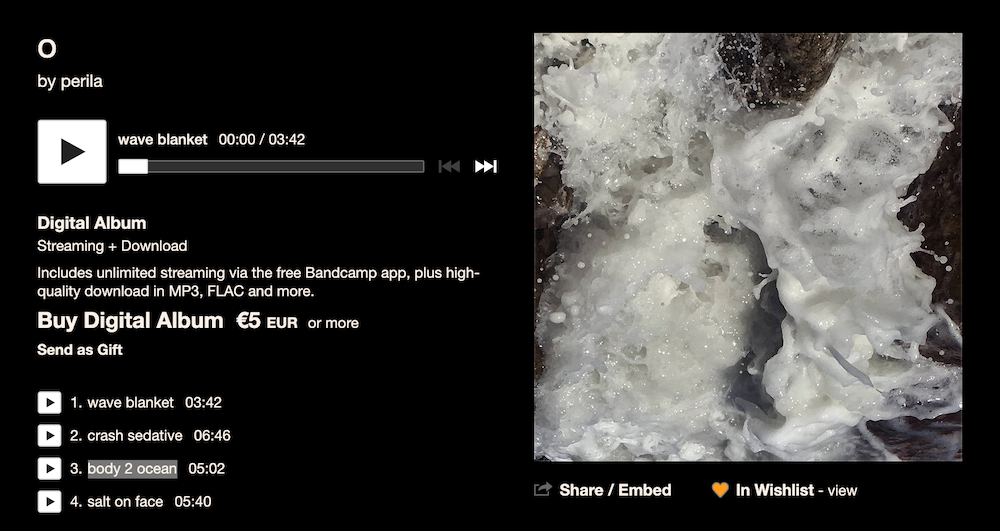 O
by perila
wave blanket 00:00 / 03:42
Digital Album
Streaming + Download
Includes unlimited streaming via the free Bandcamp app, plus high-
quality download in MP3, FLAC and more.
Buy Digital Album €5 EUR or more
Send as Gift
1. wave blanket 03:42
2. crash sedative 06:46
3. body 2 ocean 05:02
4. salt on face 05:40
Share / Embed
In Wishlist - view